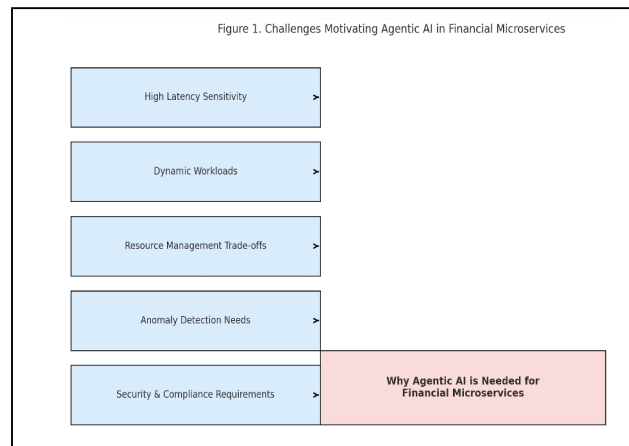 Figure 1. Challenges Motivating Agentic AI in Financial Microservices
High Latency Sensitivity
Dynamic Workloads
Resource Management Trade-offs
Anomaly Detection Needs
Security & Compliance Requirements
Why Agentic AI is Needed for
Financial Microservices